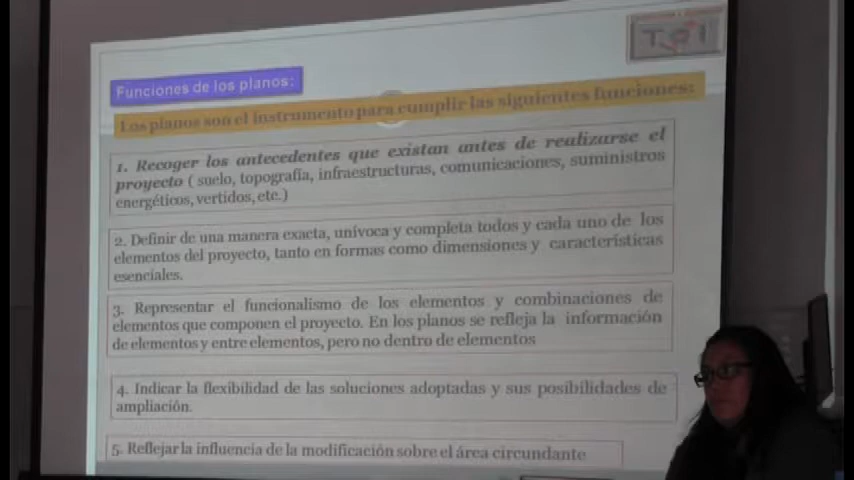 Funciones de los planos:
Los planos son el instrumento para cumplir las siguientes funciones:
1. Recoger los antecedentes que existan antes de realizarse el
proyecto ( suelo, topografía, infraestructuras, comunicaciones, suministros
energéticos, vertidos, etc.)
2. Definir de una manera exacta, unívoca y completa todos y cada uno de los
elementos del proyecto, tanto en formas como dimensiones y características
esenciales.
3. Representar el funcionalismo de los elementos y combinaciones de
elementos que componen el proyecto. En los planos se refleja la información
de elementos y entre elementos, pero no dentro de elementos
4. Indicar la flexibilidad de las soluciones adoptadas y sus posibilidades de
ampliación.
5. Reflejar la influencia de la modificación sobre el área circundante